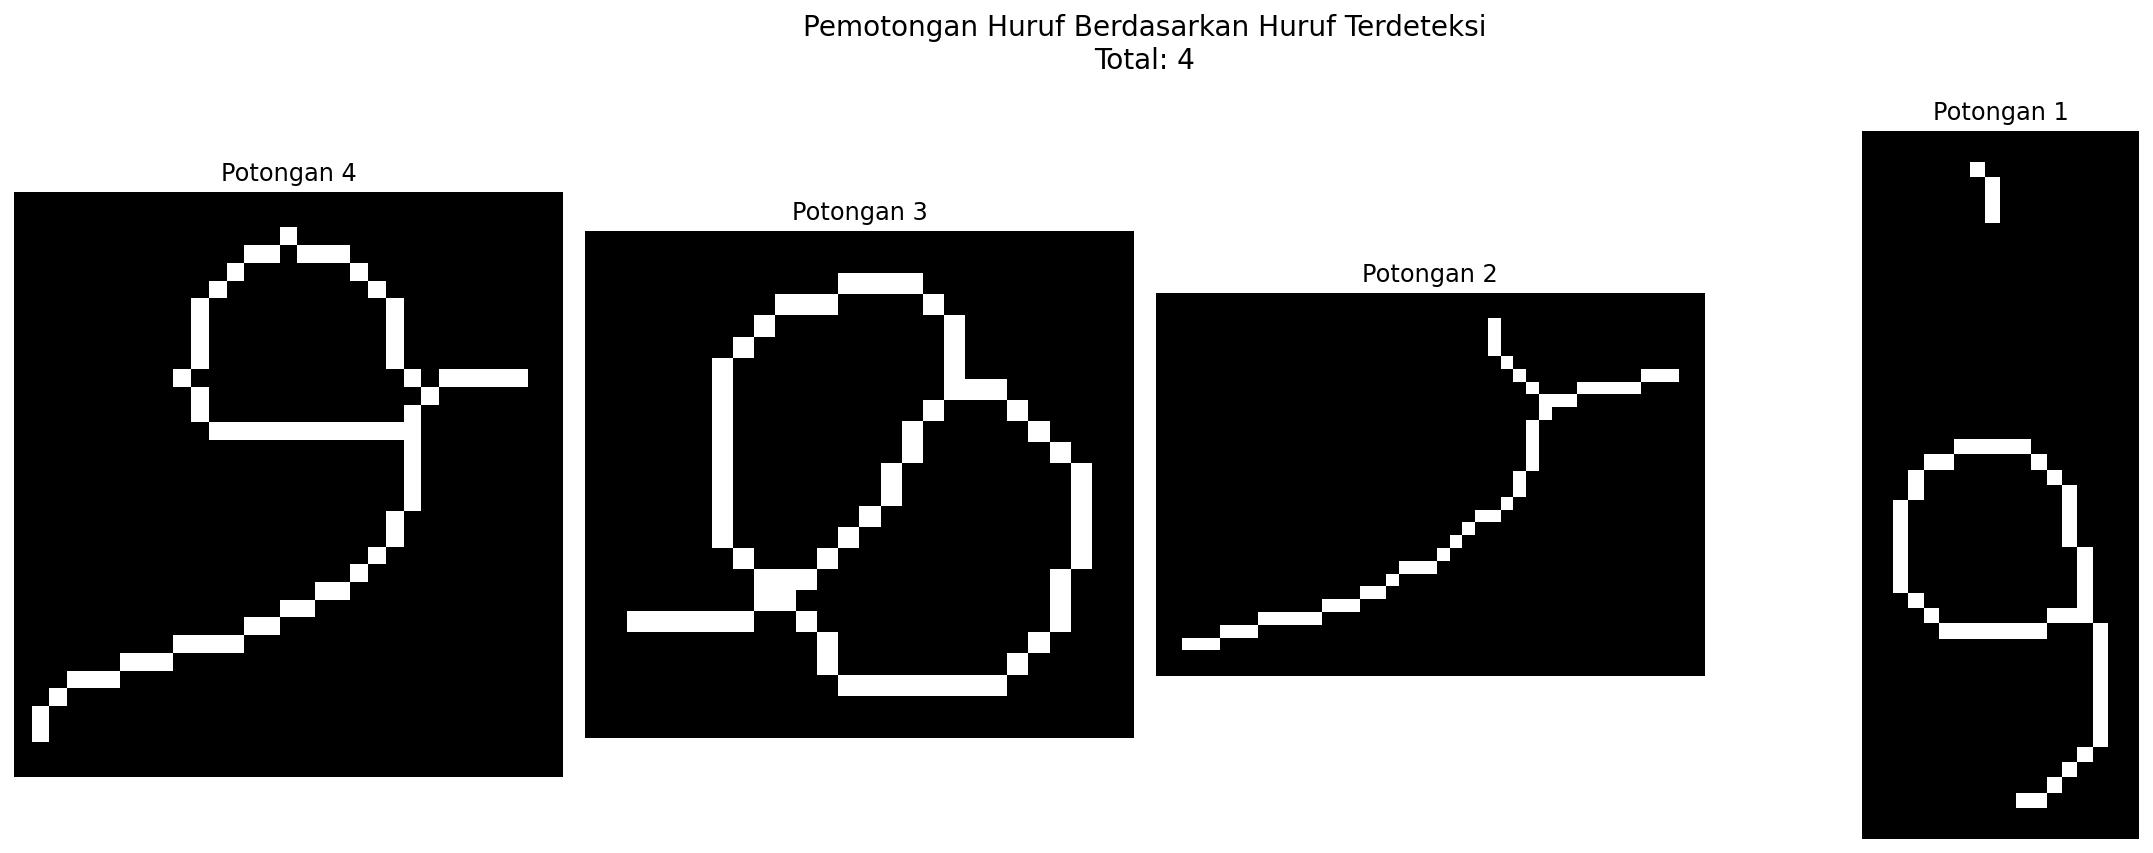 Pemotongan Huruf Berdasarkan Huruf Terdeteksi
Total: 4
Potongan 4
Potongan 3
Potongan 2
Potongan 1